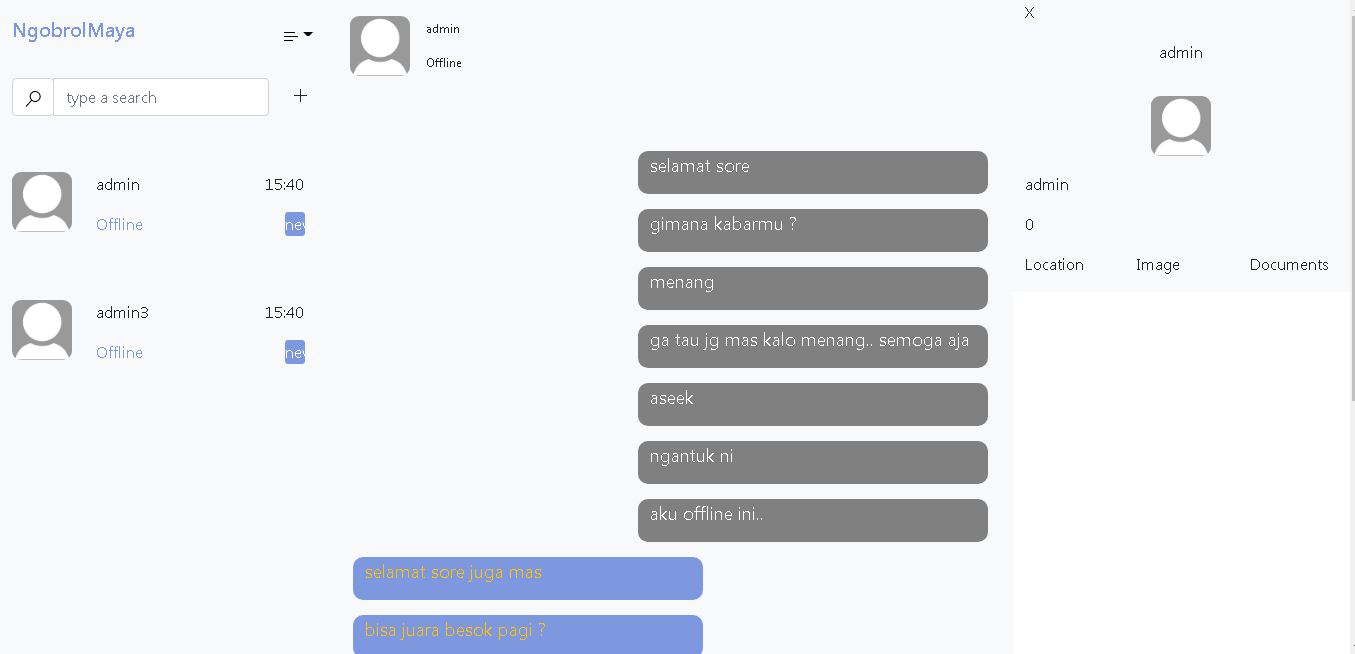 NgobrolMaya
type a search
admin
15:40
Offline
new
admin3
15:40
Offline
new
admin
Offline
selamat sore
gimana kabarmu ?
menang
ga tau jg mas kalo menang.. semoga aja
aseek
ngantuk ni
aku offline ini..
selamat sore juga mas
bisa juara besok pagi ?
X
admin
admin
0
Location Image Documents